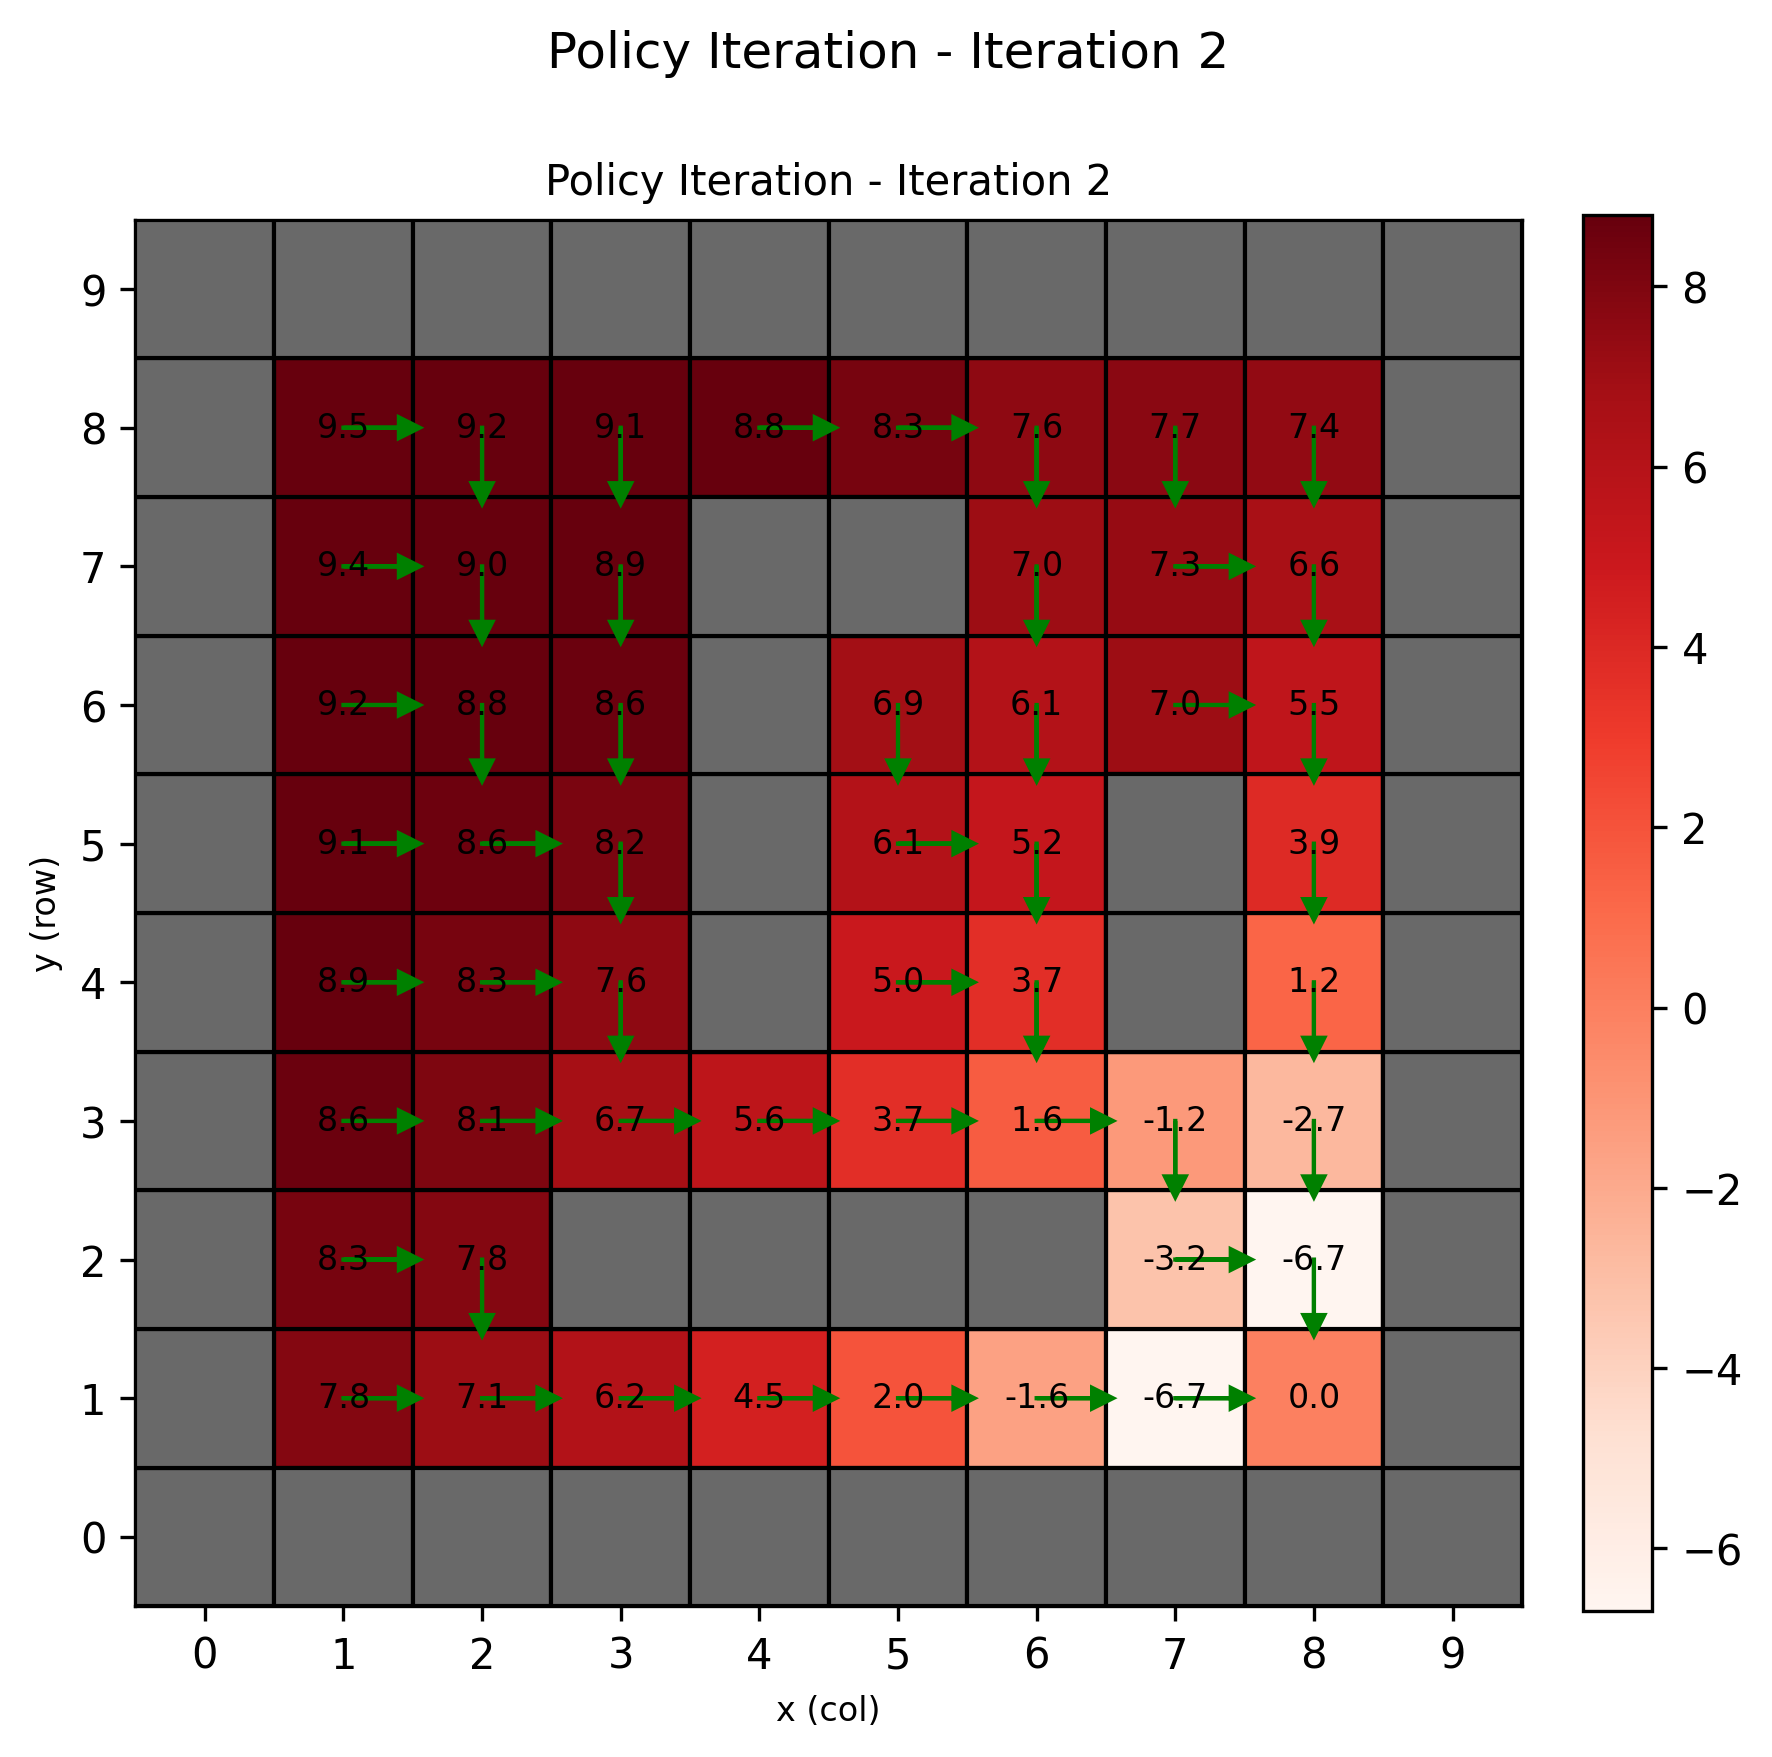 Policy Iteration - Iteration 2
Policy Iteration - Iteration 2
9
8 9.5 9.2 9.1 8.8 8.3 7.6 7.7 7.4
7 9.4 9.0 8.9 7.0 7.3 6.6
6 9.2 8.8 8.6 6.9 6.1 7.0 5.5
5 9.1 8.6 8.2 6.1 5.2 3.9
4 8.9 8.3 7.6 5.0 3.7 1.2
3 8.6 8.1 6.7 5.6 3.7 1.6 -1.2 -2.7
2 8.3 7.8 -3.2 -6.7
1 7.8 7.1 6.2 4.5 2.0 -1.6 -6.7 0.0
0
0 1 2 3 4 5 6 7 8 9
x (col)
y (row)
8
6
4
2
0
−2
−4
−6